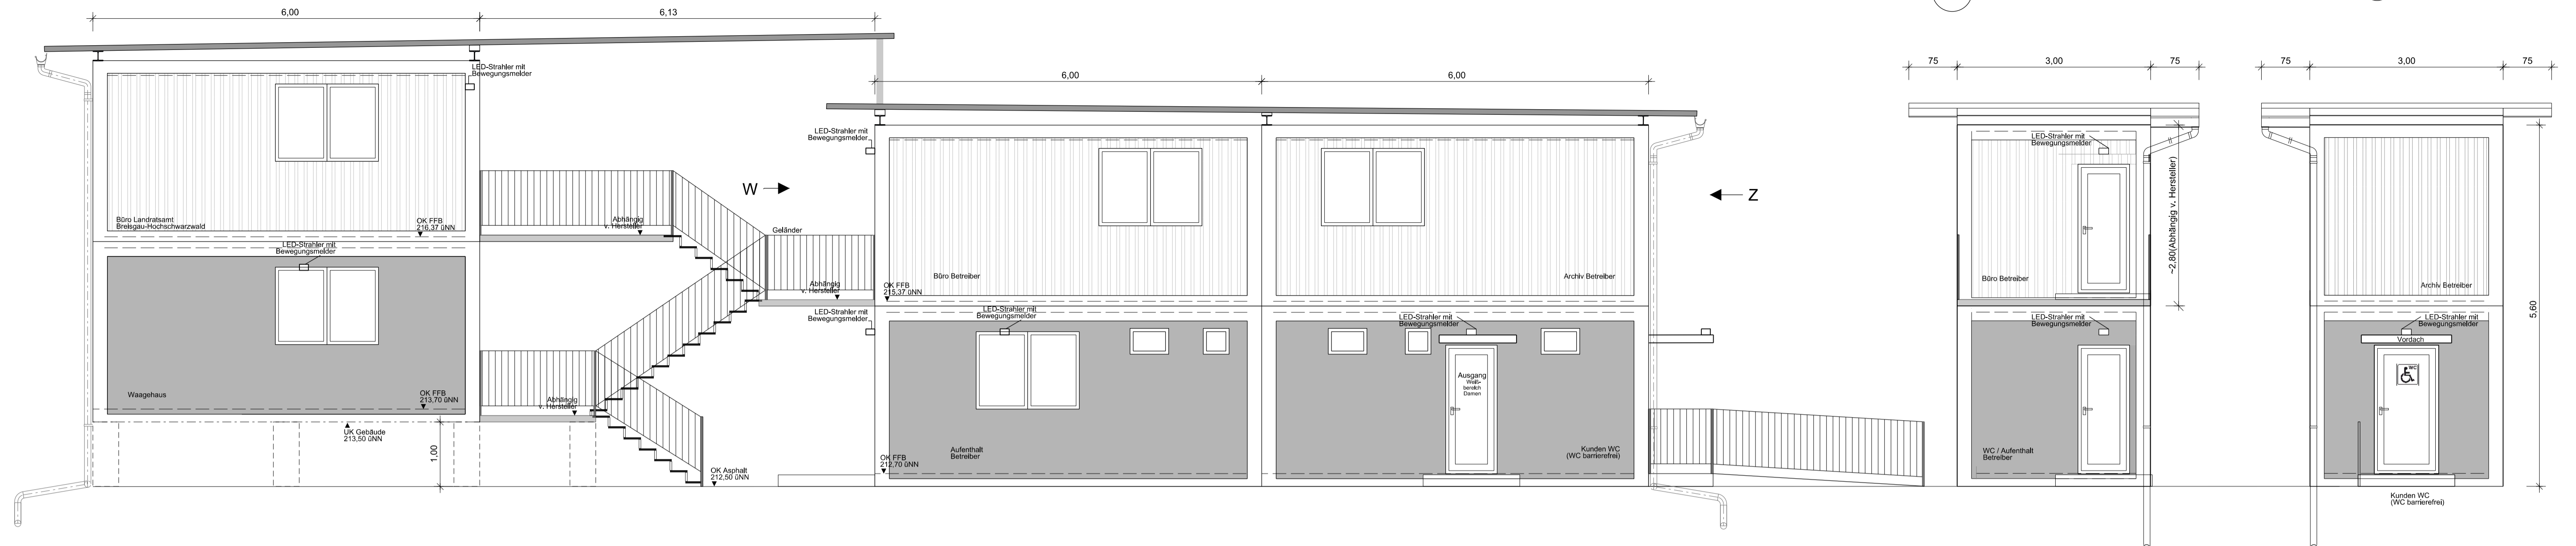 6,00
6,13
LED-Strahler mit
Bewegungsmelder
Büro Landratsamt
Breisgau-Hochschwarzwald
OK FFB
216,37 üNN
LED-Strahler mit
Bewegungsmelder
Waagehaus
OK FFB
213,70 üNN
UK Gebäude
213,50 üNN
1,00
Abhängig
v. Hersteller
Geländer
Abhängig
v. Hersteller
Abhängig
v. Hersteller
OK Asphalt
212,50 üNN
W
6,00
6,00
LED-Strahler mit
Bewegungsmelder
Büro Betreiber
Archiv Betreiber
OK FFB
215,37 üNN
LED-Strahler mit
Bewegungsmelder
LED-Strahler mit
Bewegungsmelder
LED-Strahler mit
Bewegungsmelder
Ausgang
Weiß-
bereich
Damen
Aufenthalt
Betreiber
OK FFB
212,70 üNN
Kunden WC
(WC barrierefrei)
Z
75
3,00
75
LED-Strahler mit
Bewegungsmelder
Büro Betreiber
~2.80(Abhängig v. Hersteller)
LED-Strahler mit
Bewegungsmelder
WC / Aufenthalt
Betreiber
75
3,00
75
Archiv Betreiber
LED-Strahler mit
Bewegungsmelder
Vordach
WC
5,60
Kunden WC
(WC barrierefrei)